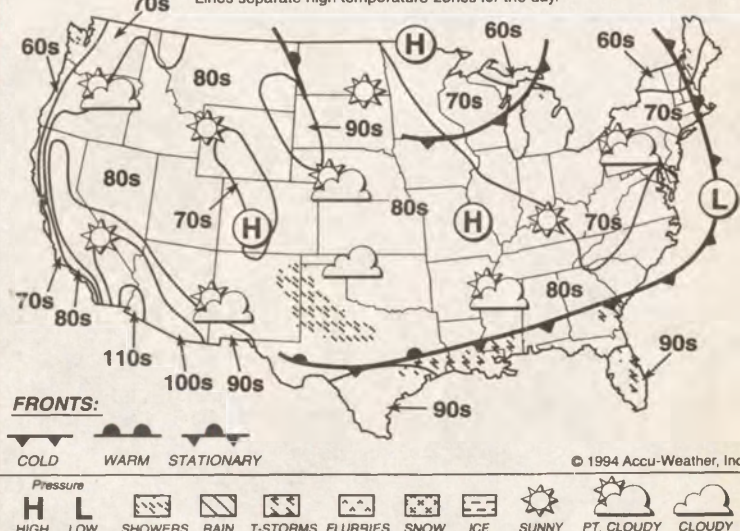 Lines separate high temperature zones for the day.
70s
60s
60s
60s
H
80s
70s
90s
70s
80s
70s
H
80s
H
70s
L
80s
70s
80s
110s
100s
90s
90s
90s
FRONTS:
COLD WARM STATIONARY
© 1994 Accu-Weather, Inc
Pressure
H L
HIGH LOW SHOWERS RAIN T-STORMS FLURRIES SNOW ICE SUNNY PT. CLOUDY CLOUDY